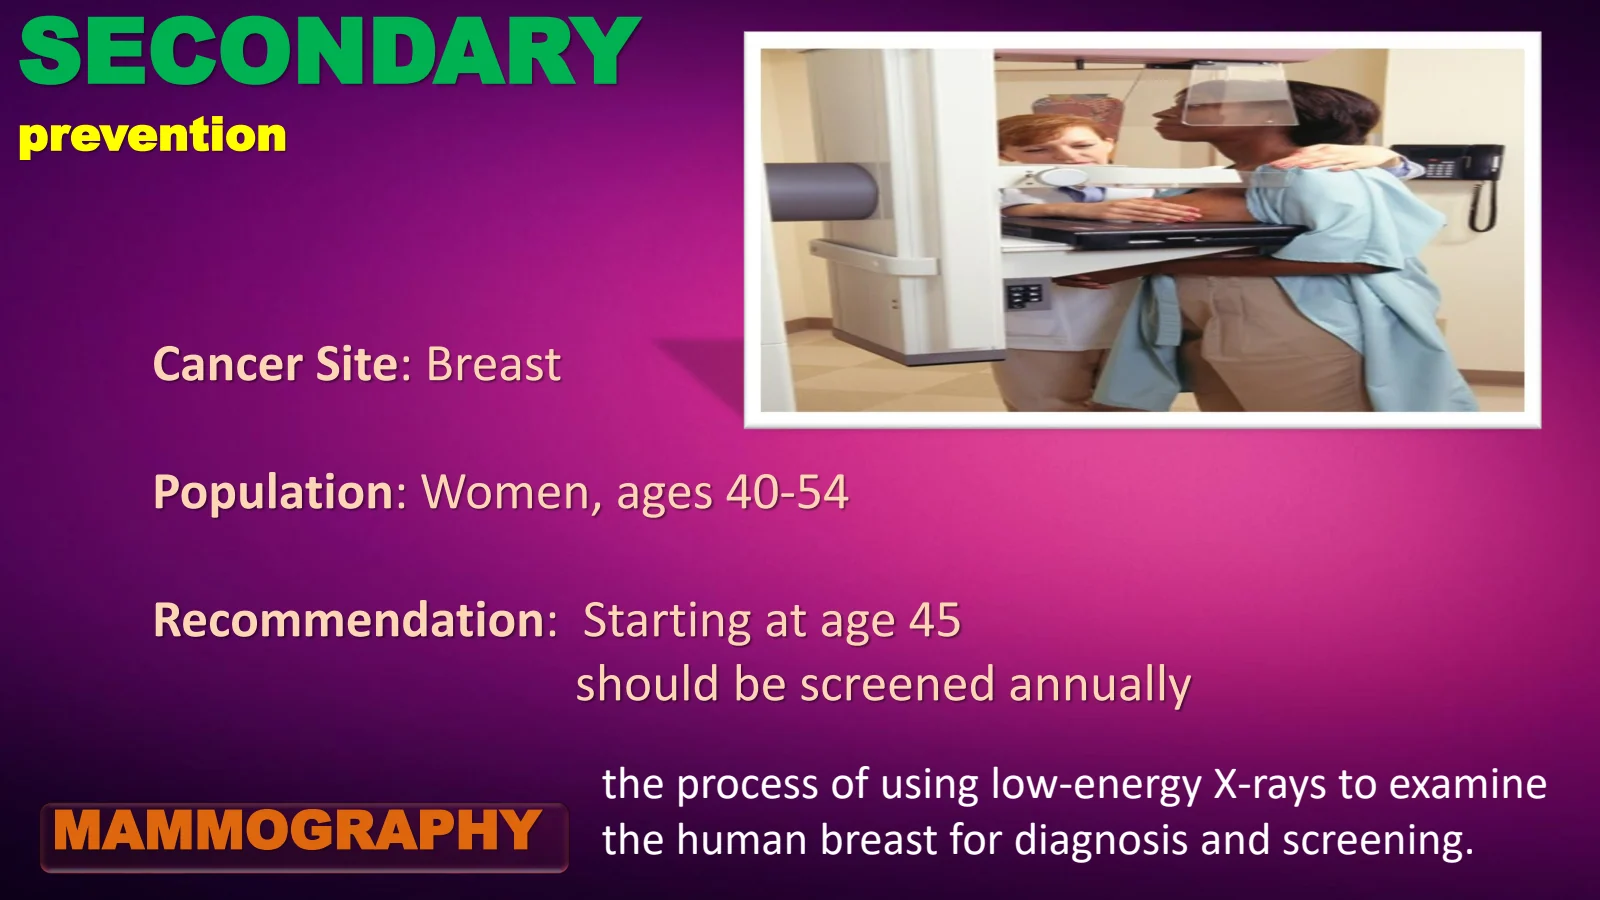 SECONDARY
prevention
Cancer Site: Breast
Population: Women, ages 40-54
Recommendation: Starting at age 45
should be screened annually
the process of using low-energy X-rays to examine
the human breast for diagnosis and screening.
MAMMOGRAPHY